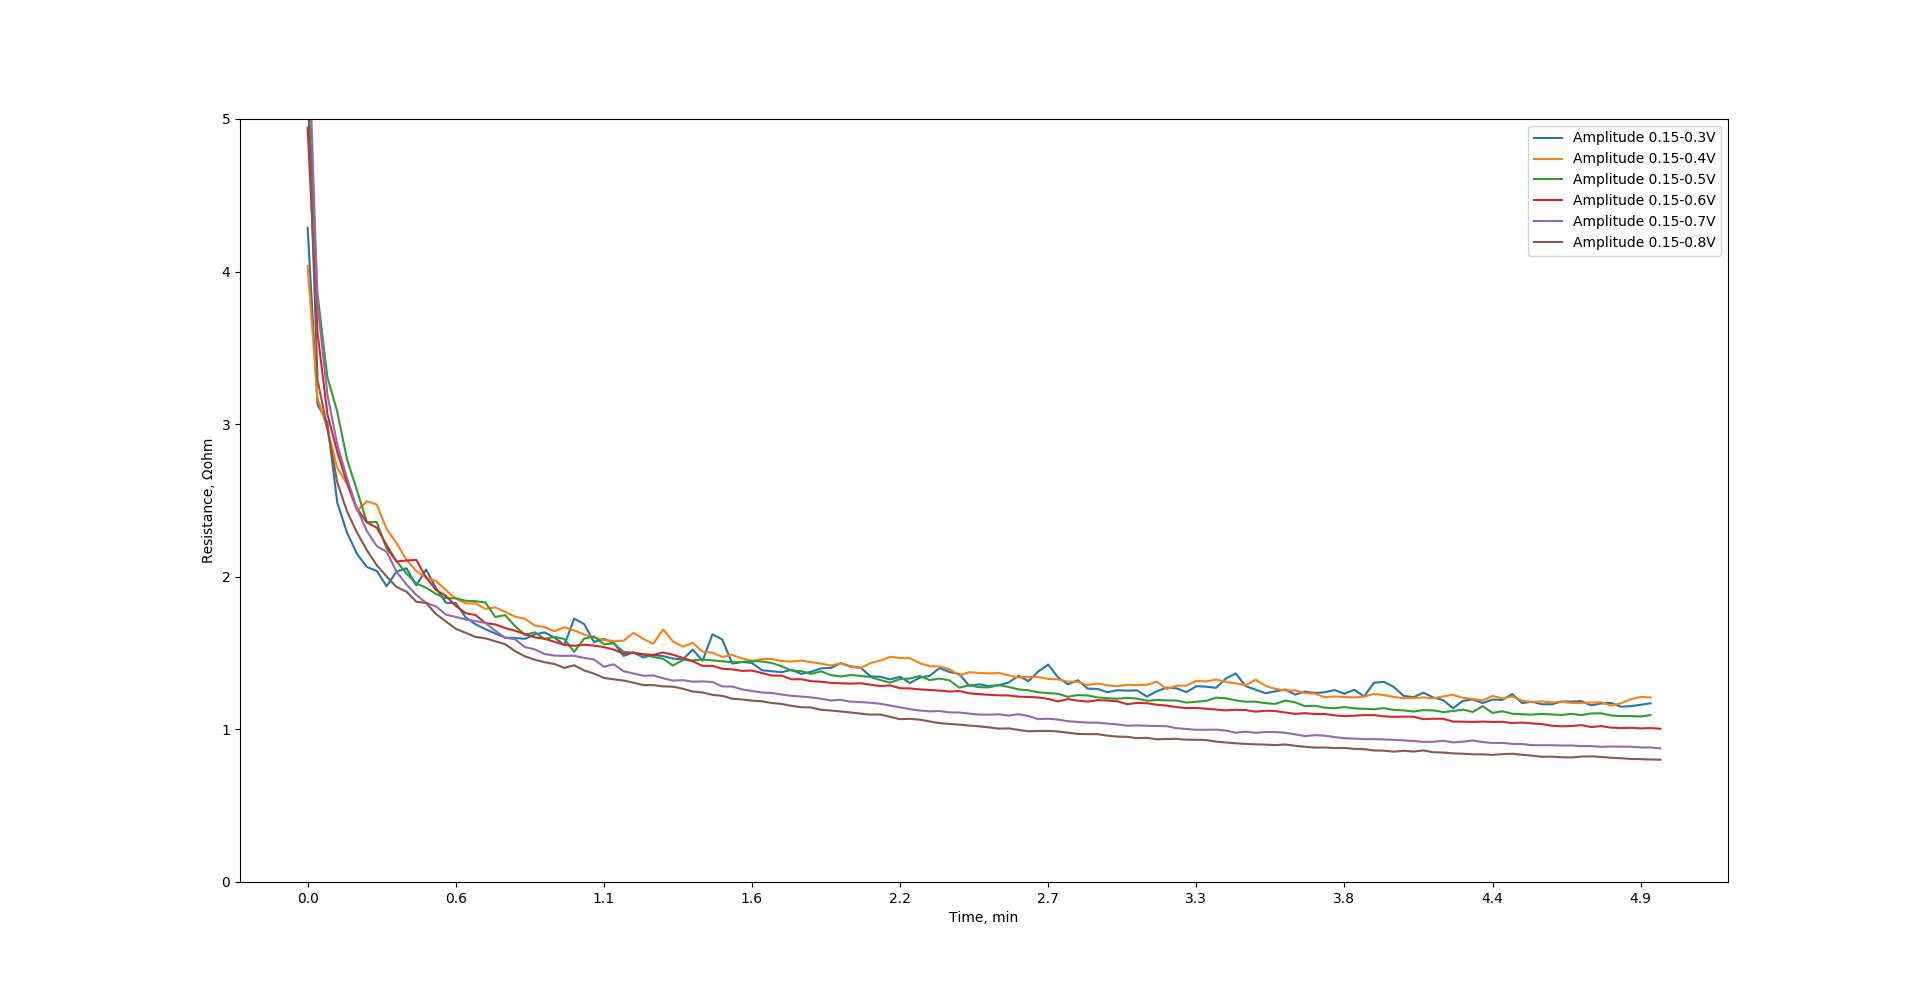 5
4
3
2
1
0
Resistance, Ωohm
0.0 0.6 1.1 1.6 2.2 2.7 3.3 3.8 4.4 4.9
Time, min
Amplitude 0.15-0.3V
Amplitude 0.15-0.4V
Amplitude 0.15-0.5V
Amplitude 0.15-0.6V
Amplitude 0.15-0.7V
Amplitude 0.15-0.8V